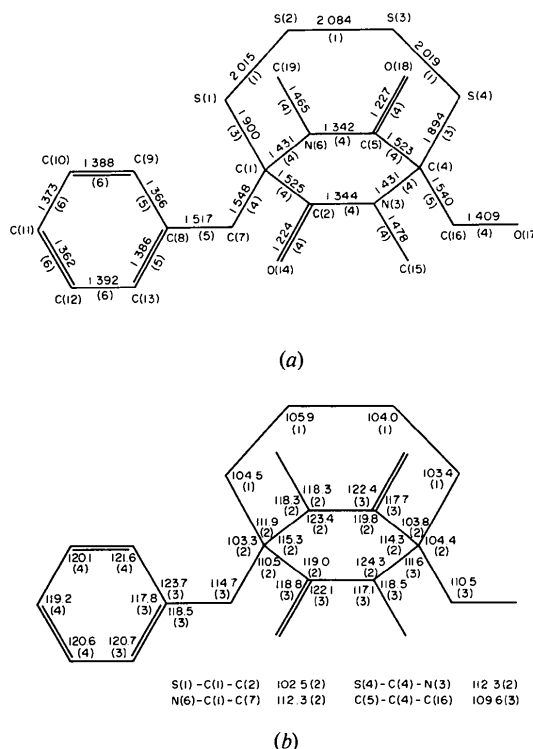 S(2) 2 084 (1) S(3)
2 015 (1) C(19) O(18) 2 019 (1)
S(1) S(4)
1 465 (4) 1 227 (4)
1 900 (3) 1 342 (4) 1 894 (3)
1 431 (4) N(6) C(5) 1 523 (4)
C(10) 1 388 (6) C(9)
C(1) C(4)
1 373 (6) 1 366 (5) 1 548 (4) 1 525 (4) 1 344 (4) 1 431 (4) 1 540 (5)
C(11) 1 517 (5) C(2) N(3) 1 409 (4)
C(8) C(7) C(16) O(17
1 362 (6) 1 386 (5) 1 224 (4) 1 478 (4)
1 392 (6)
C(12) C(13) O(14) C(15)
(a)
105 9 (1) 104.0 (1)
104.5 (1) 103.4 (1)
118.3 (2) 122.4 (3)
118.3 (2) 123.4 (2) 119.8 (2) 117.7 (3)
111.9 (2) 103.8 (2)
103.3 (2) 115.3 (2) 114.3 (2) 104.4 (2)
120.1 (4) 121.6 (4) 110.5 (2) 119.0 (2) 124.3 (2) 111.6 (3)
123.7 (3) 114.7 (3) 118.8 (3) 122.1 (3) 117.1 (3) 118.5 (3) 110.5 (3)
119.2 (4) 117.8 (3) 118.5 (3)
120.6 (4) 120.7 (3)
S(1)-C(1)-C(2) 102 5(2) S(4)-C(4)-N(3) 112 3(2)
N(6)-C(1)-C(7) 112.3(2) C(5)-C(4)-C(16) 109 6(3)
(b)